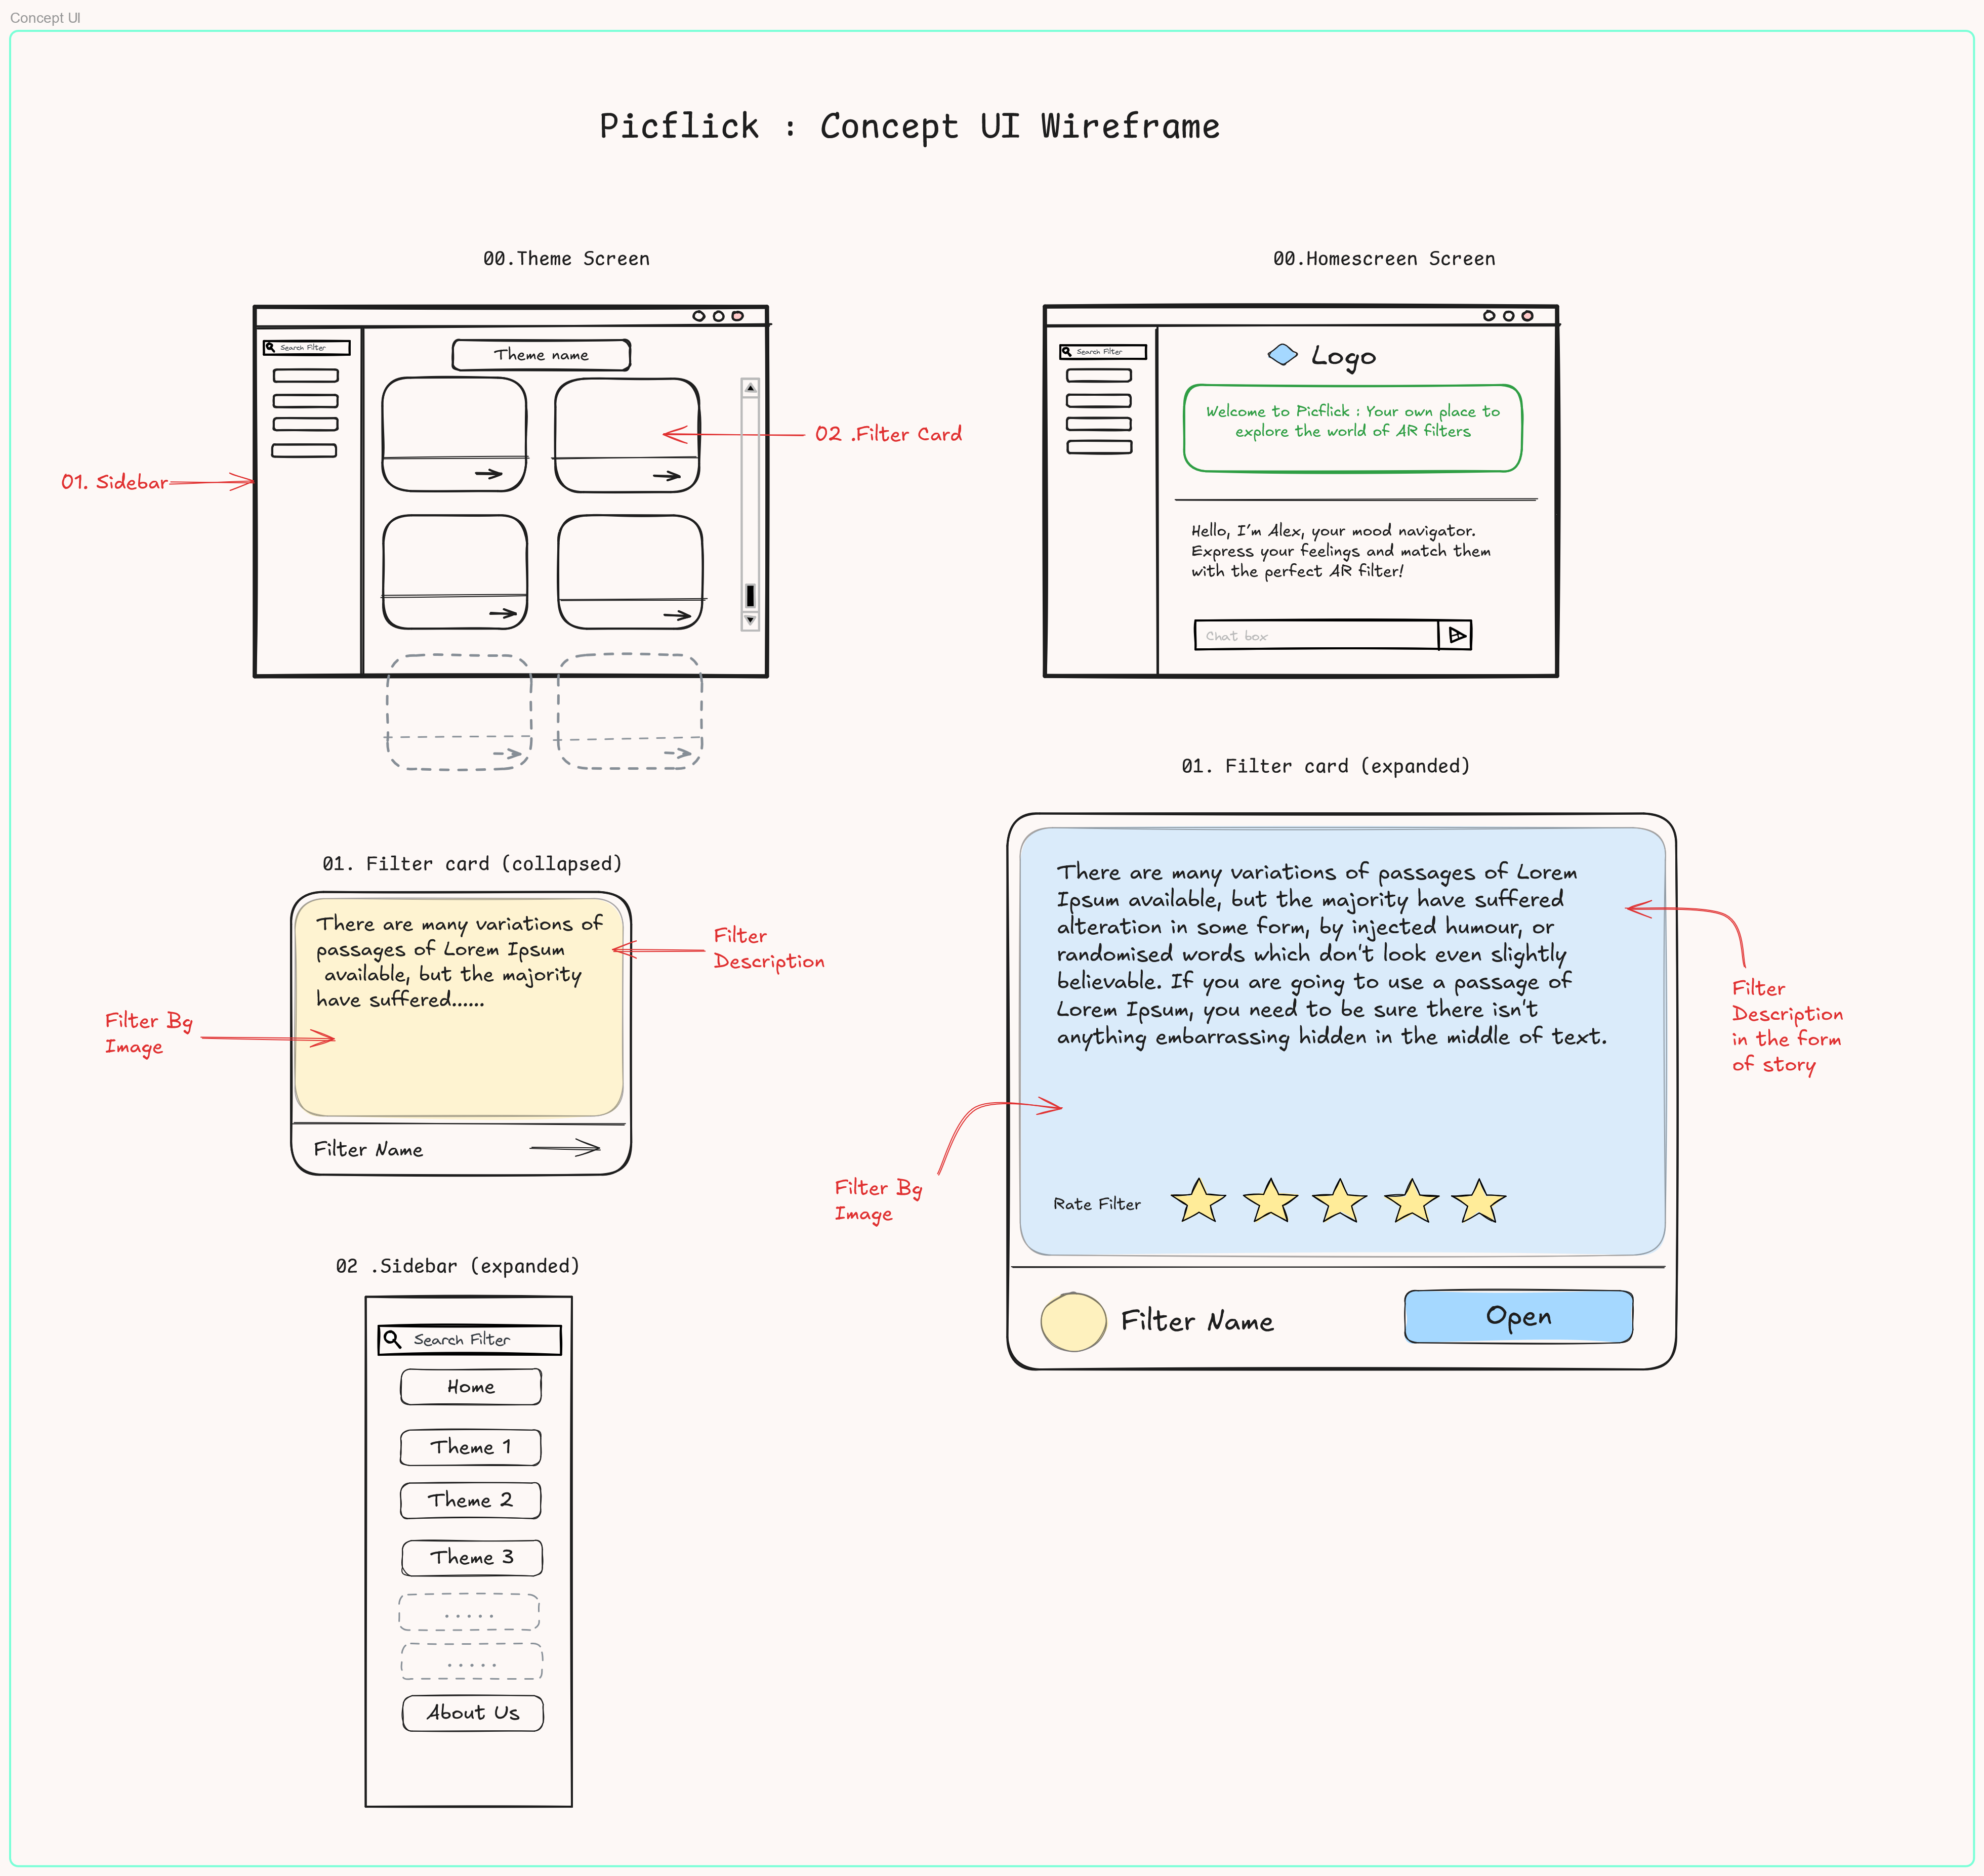 Concept UI
Picflick : Concept UI Wireframe
00.Theme Screen
Search Filter
Theme name
01. Sidebar
02 .Filter Card
00.Homescreen Screen
Search Filter
Logo
Welcome to Picflick : Your own place to
explore the world of AR filters
Hello, I'm Alex, your mood navigator.
Express your feelings and match them
with the perfect AR filter!
Chat box
01. Filter card (collapsed)
There are many variations of
passages of Lorem Ipsum
available, but the majority
have suffered......
Filter Name
Filter
Description
Filter Bg
Image
01. Filter card (expanded)
There are many variations of passages of Lorem
Ipsum available, but the majority have suffered
alteration in some form, by injected humour, or
randomised words which don't look even slightly
believable. If you are going to use a passage of
Lorem Ipsum, you need to be sure there isn't
anything embarrassing hidden in the middle of text.
Rate Filter
Filter Name
Open
Filter
Description
in the form
of story
Filter Bg
Image
02 .Sidebar (expanded)
Search Filter
Home
Theme 1
Theme 2
Theme 3
.....
.....
About Us